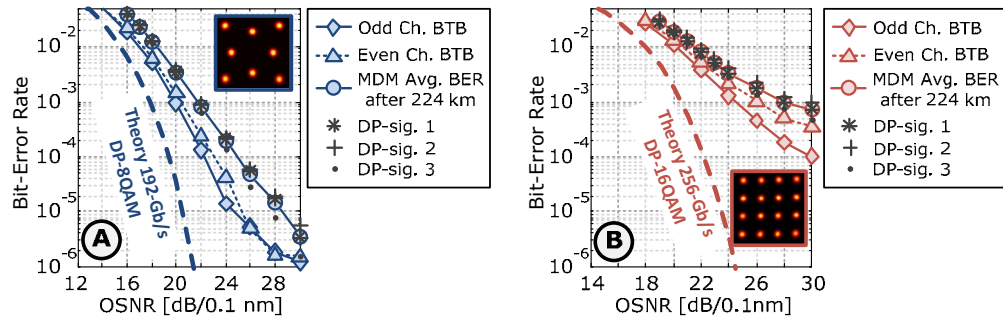 Bit-Error Rate
10-2
10-3
10-4
10-5
10-6
12
16
20
24
28
OSNR [dB/0.1 nm]
A
Theory 192-Gb/s
DP-8QAM
Odd Ch. BTB
Even Ch. BTB
MDM Avg. BER
after 224 km
DP-sig. 1
DP-sig. 2
DP-sig. 3
Bit-Error Rate
10-2
10-3
10-4
10-5
10-6
14
18
22
26
30
OSNR [dB/0.1nm]
B
Theory 256-Gb/s
DP-16QAM
Odd Ch. BTB
Even Ch. BTB
MDM Avg. BER
after 224 km
DP-sig. 1
DP-sig. 2
DP-sig. 3